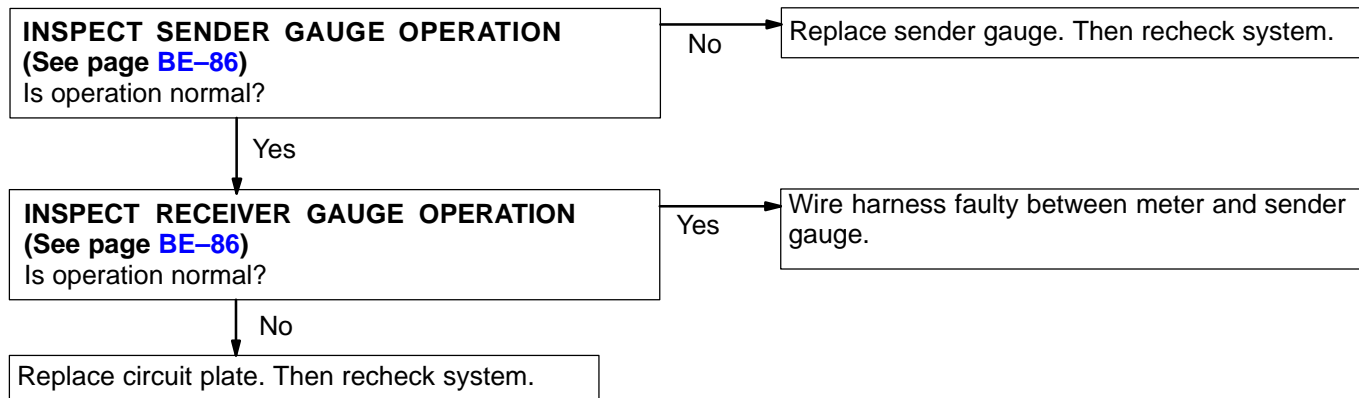 INSPECT SENDER GAUGE OPERATION
(See page BE–86)
Is operation normal?
No
Replace sender gauge. Then recheck system.
Yes
INSPECT RECEIVER GAUGE OPERATION
(See page BE–86)
Is operation normal?
Yes
Wire harness faulty between meter and sender
gauge.
No
Replace circuit plate. Then recheck system.